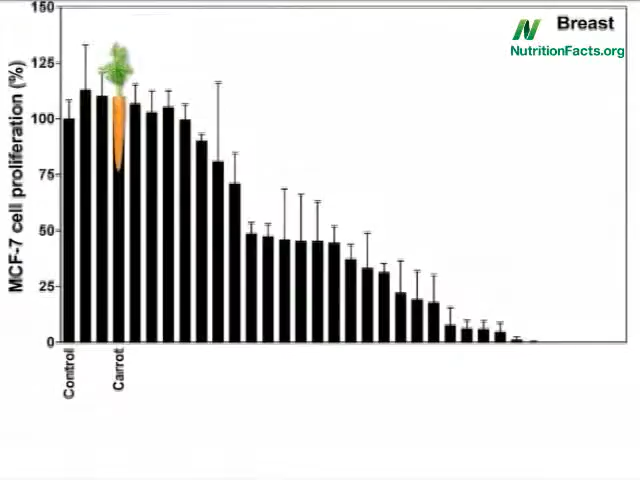 150
Breast
NutritionFacts.org
125
100
75
50
25
0
MCF-7 cell proliferation (%)
Control
Carrot